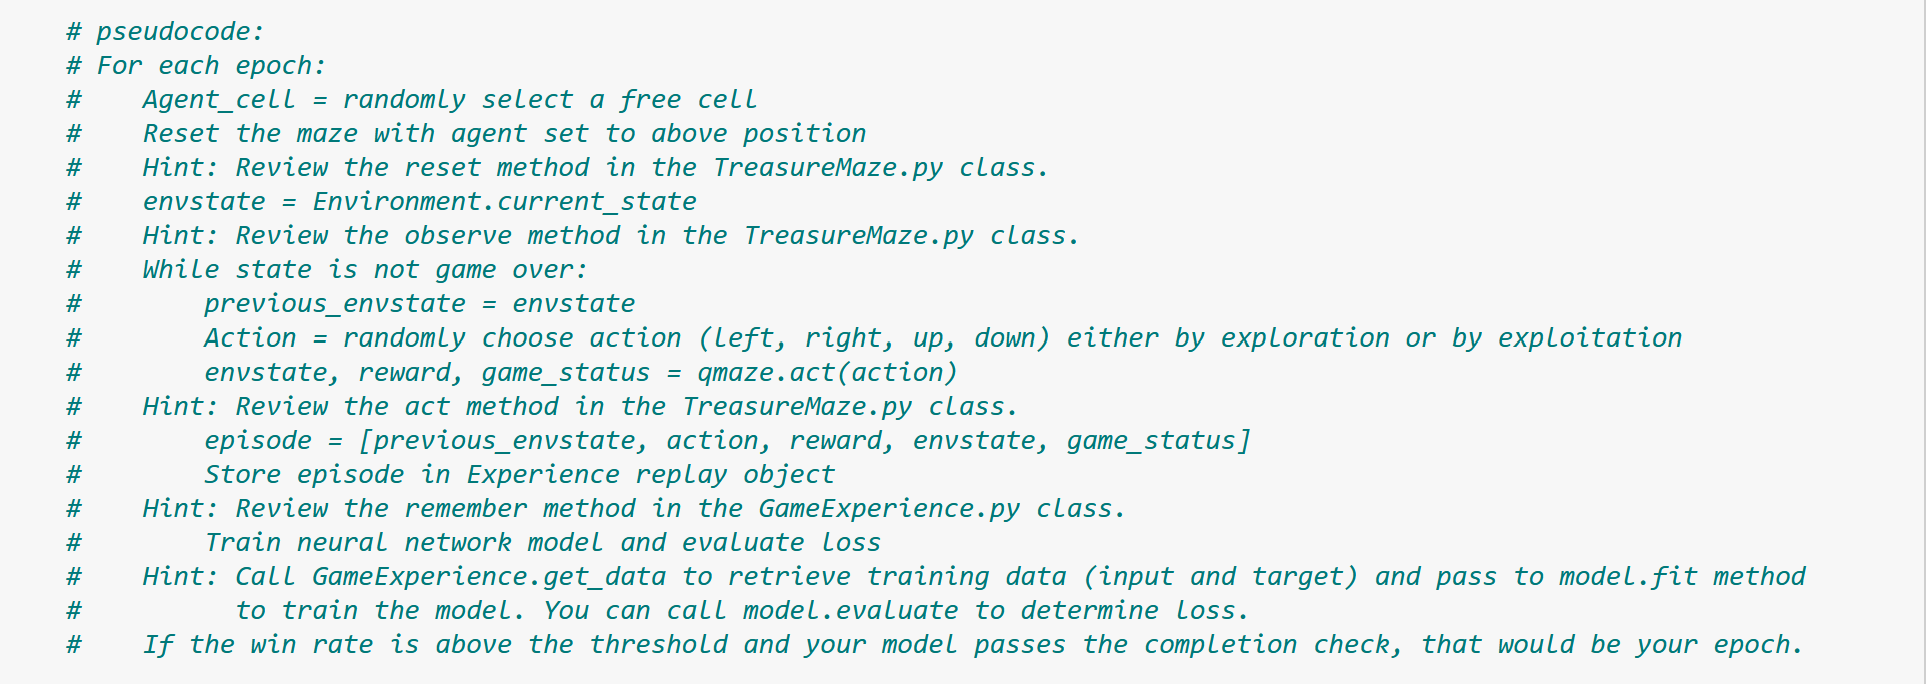 # pseudocode:
# For each epoch:
#    Agent_cell = randomly select a free cell
#    Reset the maze with agent set to above position
#    Hint: Review the reset method in the TreasureMaze.py class.
#    envstate = Environment.current_state
#    Hint: Review the observe method in the TreasureMaze.py class.
#    While state is not game over:
#        previous_envstate = envstate
#        Action = randomly choose action (left, right, up, down) either by exploration or by exploitation
#        envstate, reward, game_status = qmaze.act(action)
#    Hint: Review the act method in the TreasureMaze.py class.
#        episode = [previous_envstate, action, reward, envstate, game_status]
#        Store episode in Experience replay object
#    Hint: Review the remember method in the GameExperience.py class.
#        Train neural network model and evaluate loss
#    Hint: Call GameExperience.get_data to retrieve training data (input and target) and pass to model.fit method
#          to train the model. You can call model.evaluate to determine loss.
#    If the win rate is above the threshold and your model passes the completion check, that would be your epoch.